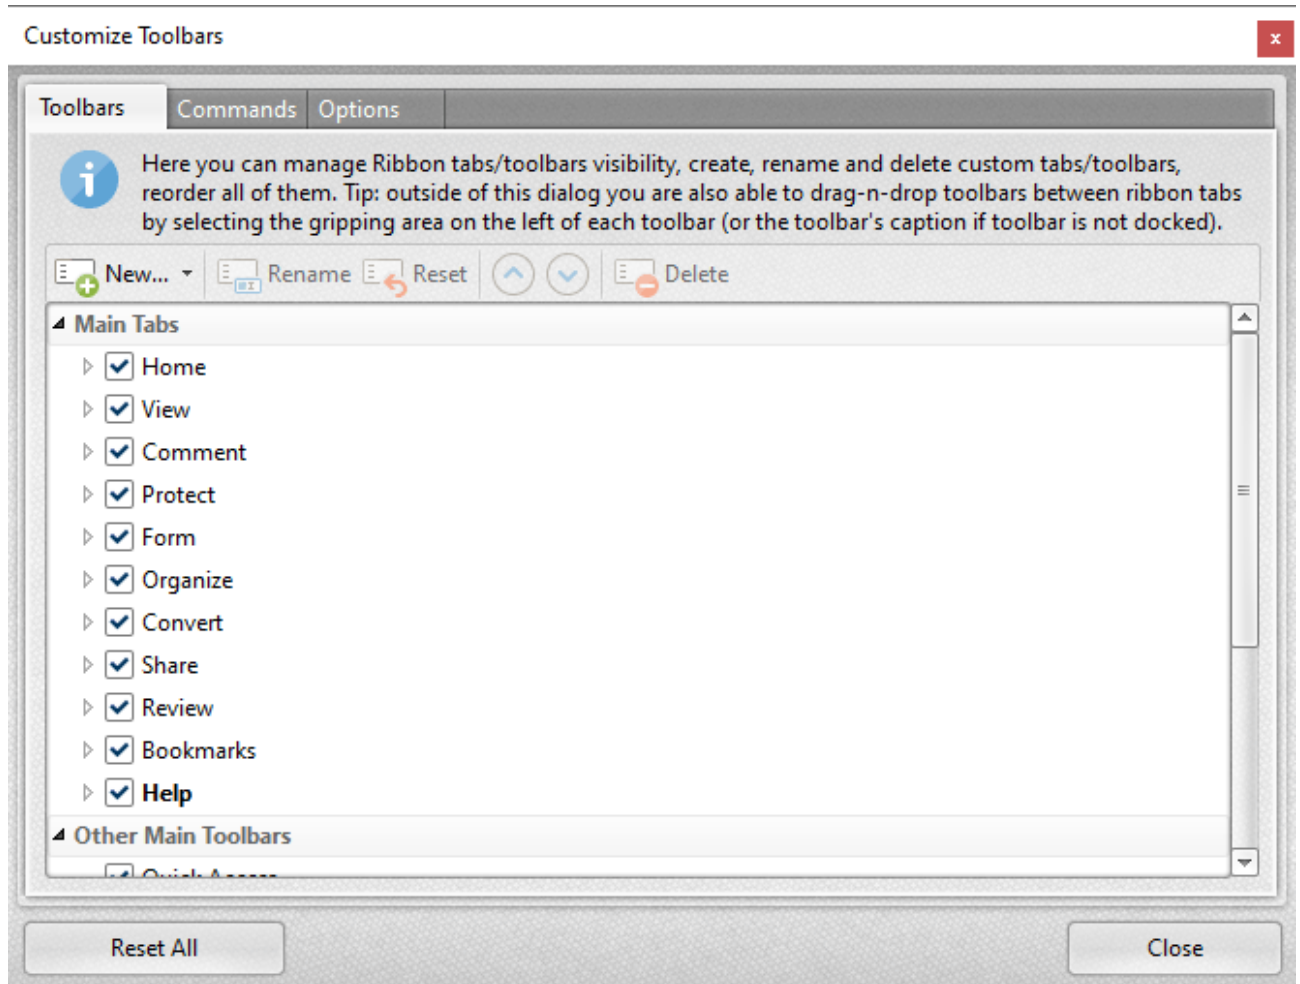 Customize Toolbars
x
Toolbars Commands Options
Here you can manage Ribbon tabs/toolbars visibility, create, rename and delete custom tabs/toolbars,
reorder all of them. Tip: outside of this dialog you are also able to drag-n-drop toolbars between ribbon tabs
by selecting the gripping area on the left of each toolbar (or the toolbar's caption if toolbar is not docked).
New... Rename Reset Delete
Main Tabs
Home
View
Comment
Protect
Form
Organize
Convert
Share
Review
Bookmarks
Help
Other Main Toolbars
Quick Access
Reset All Close